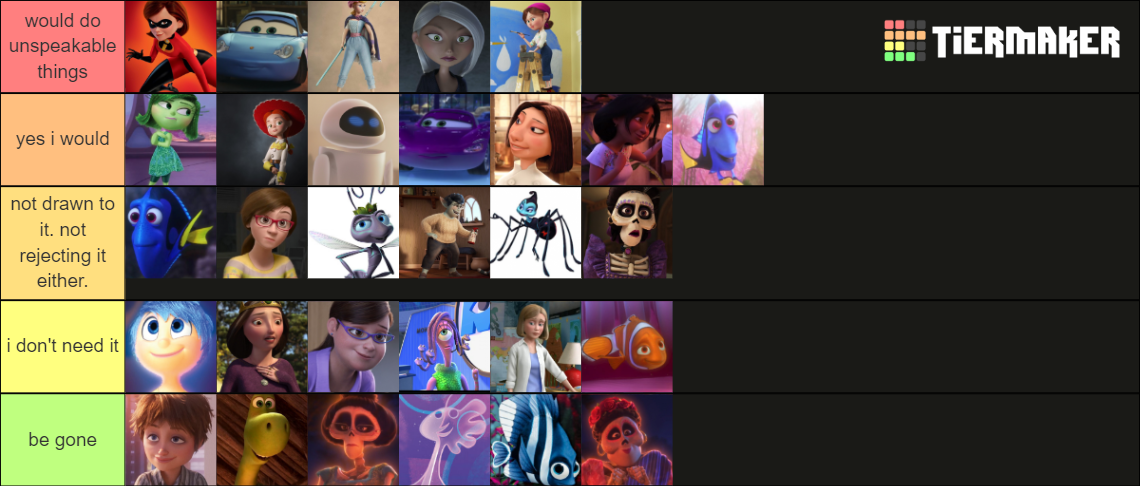 would do
unspeakable
things
TiERMAKER
yes i would
not drawn to
it. not
rejecting it
either.
i don't need it
be gone